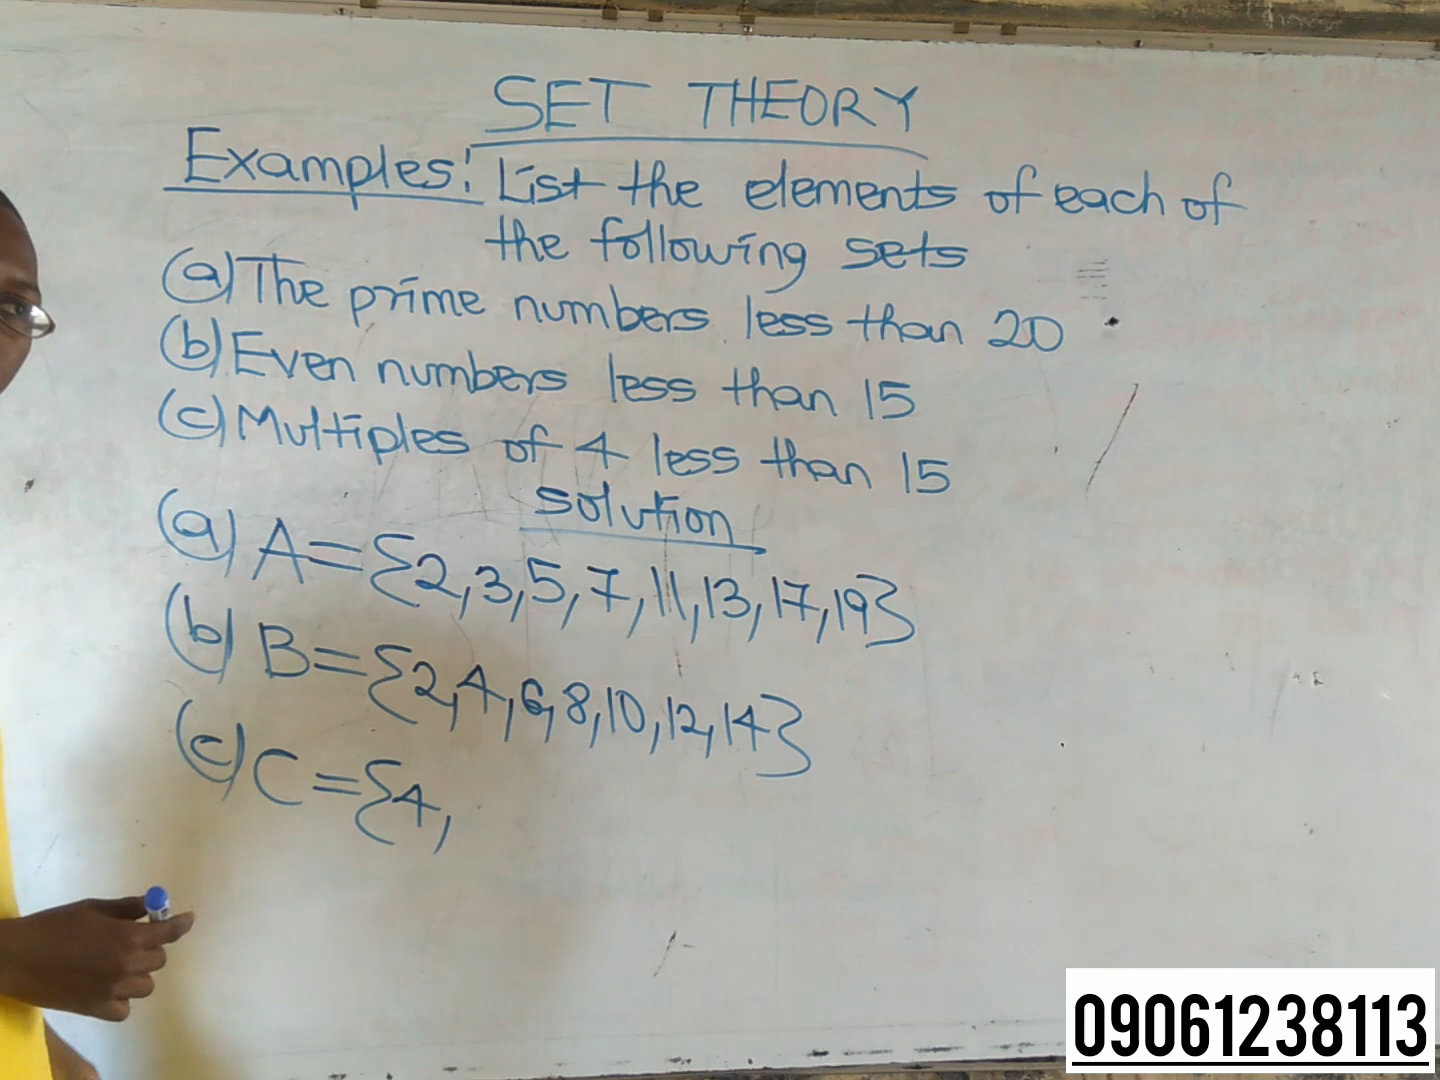 SET THEORY
Examples: List the elements of each of
the following sets
(a) The prime numbers less than 20
(b) Even numbers less than 15
(c) Multiples of 4 less than 15
solution
(a) A={2,3,5,7,11,13,17,19}
(b) B={2,4,6,8,10,12,14}
(c) C={4,
09061238113